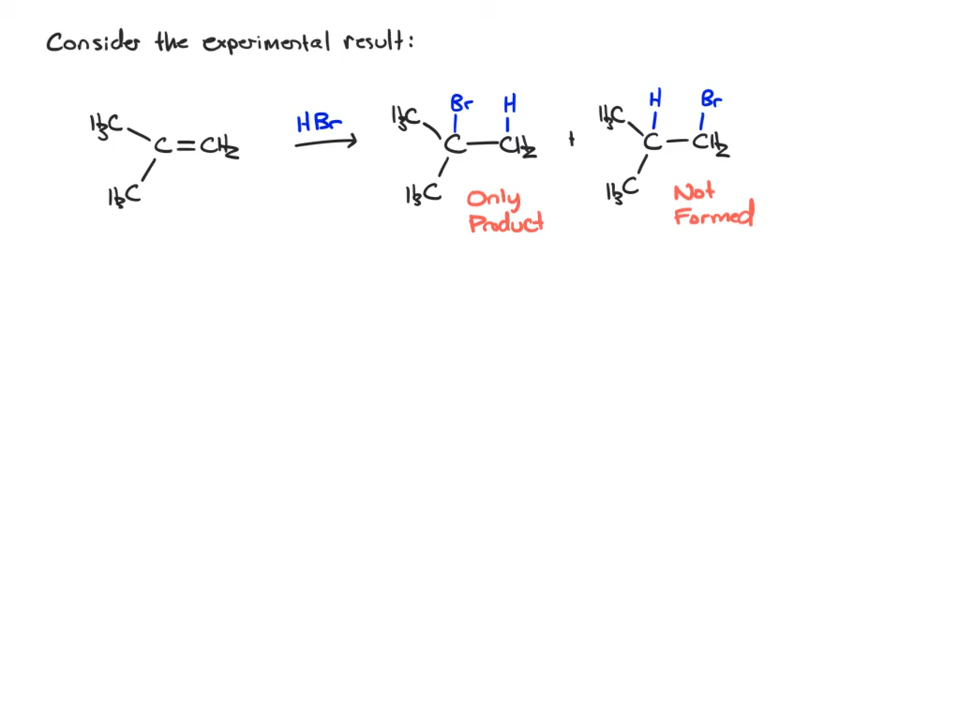 Consider the experimental result:
H₃C Br H H₃C H Br
HBr
C=CH₂ C—CH₂ + C—CH₂
H₃C H₃C Only H₃C Not
Product Formed